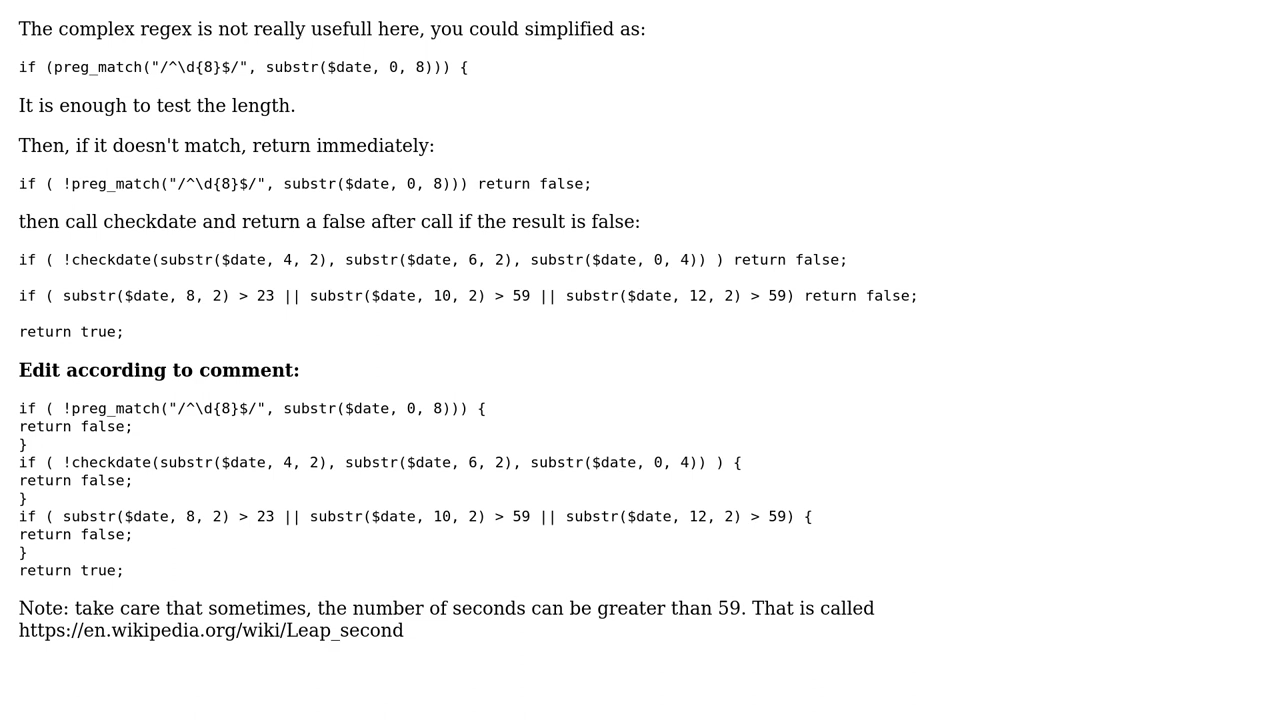 The complex regex is not really usefull here, you could simplified as:
if (preg_match("/^\d{8}$/", substr($date, 0, 8))) {
It is enough to test the length.
Then, if it doesn't match, return immediately:
if ( !preg_match("/^\d{8}$/", substr($date, 0, 8))) return false;
then call checkdate and return a false after call if the result is false:
if ( !checkdate(substr($date, 4, 2), substr($date, 6, 2), substr($date, 0, 4)) ) return false;
if ( substr($date, 8, 2) > 23 || substr($date, 10, 2) > 59 || substr($date, 12, 2) > 59) return false;
return true;
Edit according to comment:
if ( !preg_match("/^\d{8}$/", substr($date, 0, 8))) {
return false;
}
if ( !checkdate(substr($date, 4, 2), substr($date, 6, 2), substr($date, 0, 4)) ) {
return false;
}
if ( substr($date, 8, 2) > 23 || substr($date, 10, 2) > 59 || substr($date, 12, 2) > 59) {
return false;
}
return true;
Note: take care that sometimes, the number of seconds can be greater than 59. That is called
https://en.wikipedia.org/wiki/Leap_second